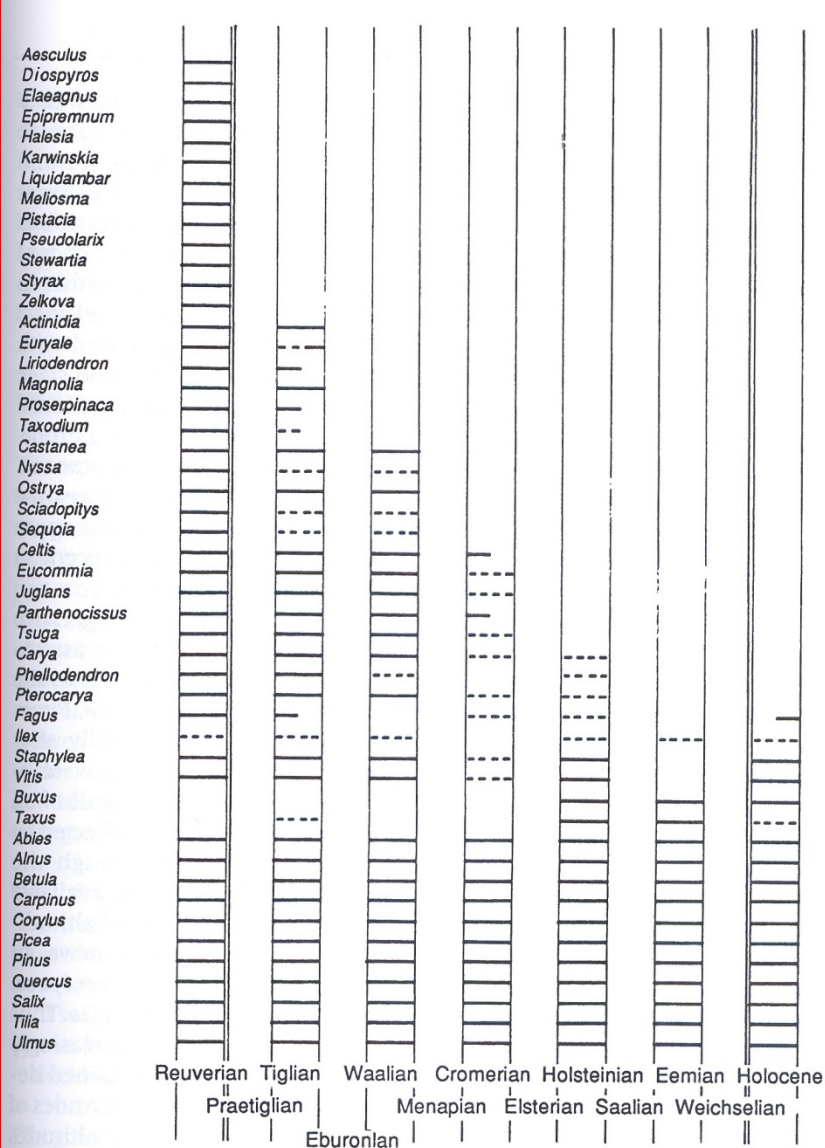 Aesculus
Diospyros
Elaeagnus
Epipremnum
Halesia
Karwinskia
Liquidambar
Meliosma
Pistacia
Pseudolarix
Stewartia
Styrax
Zelkova
Actinidia
Euryale
Liriodendron
Magnolia
Proserpinaca
Taxodium
Castanea
Nyssa
Ostrya
Sciadopitys
Sequoia
Celtis
Eucommia
Juglans
Parthenocissus
Tsuga
Carya
Phellodendron
Pterocarya
Fagus
Ilex
Staphylea
Vitis
Buxus
Taxus
Abies
Alnus
Betula
Carpinus
Corylus
Picea
Pinus
Quercus
Salix
Tilia
Ulmus
Reuverian Tiglian Waalian Cromerian Holsteinian Eemian Holocene
Praetiglian Menapian Elsterian Saalian Weichselian
Eburonian
Andes of